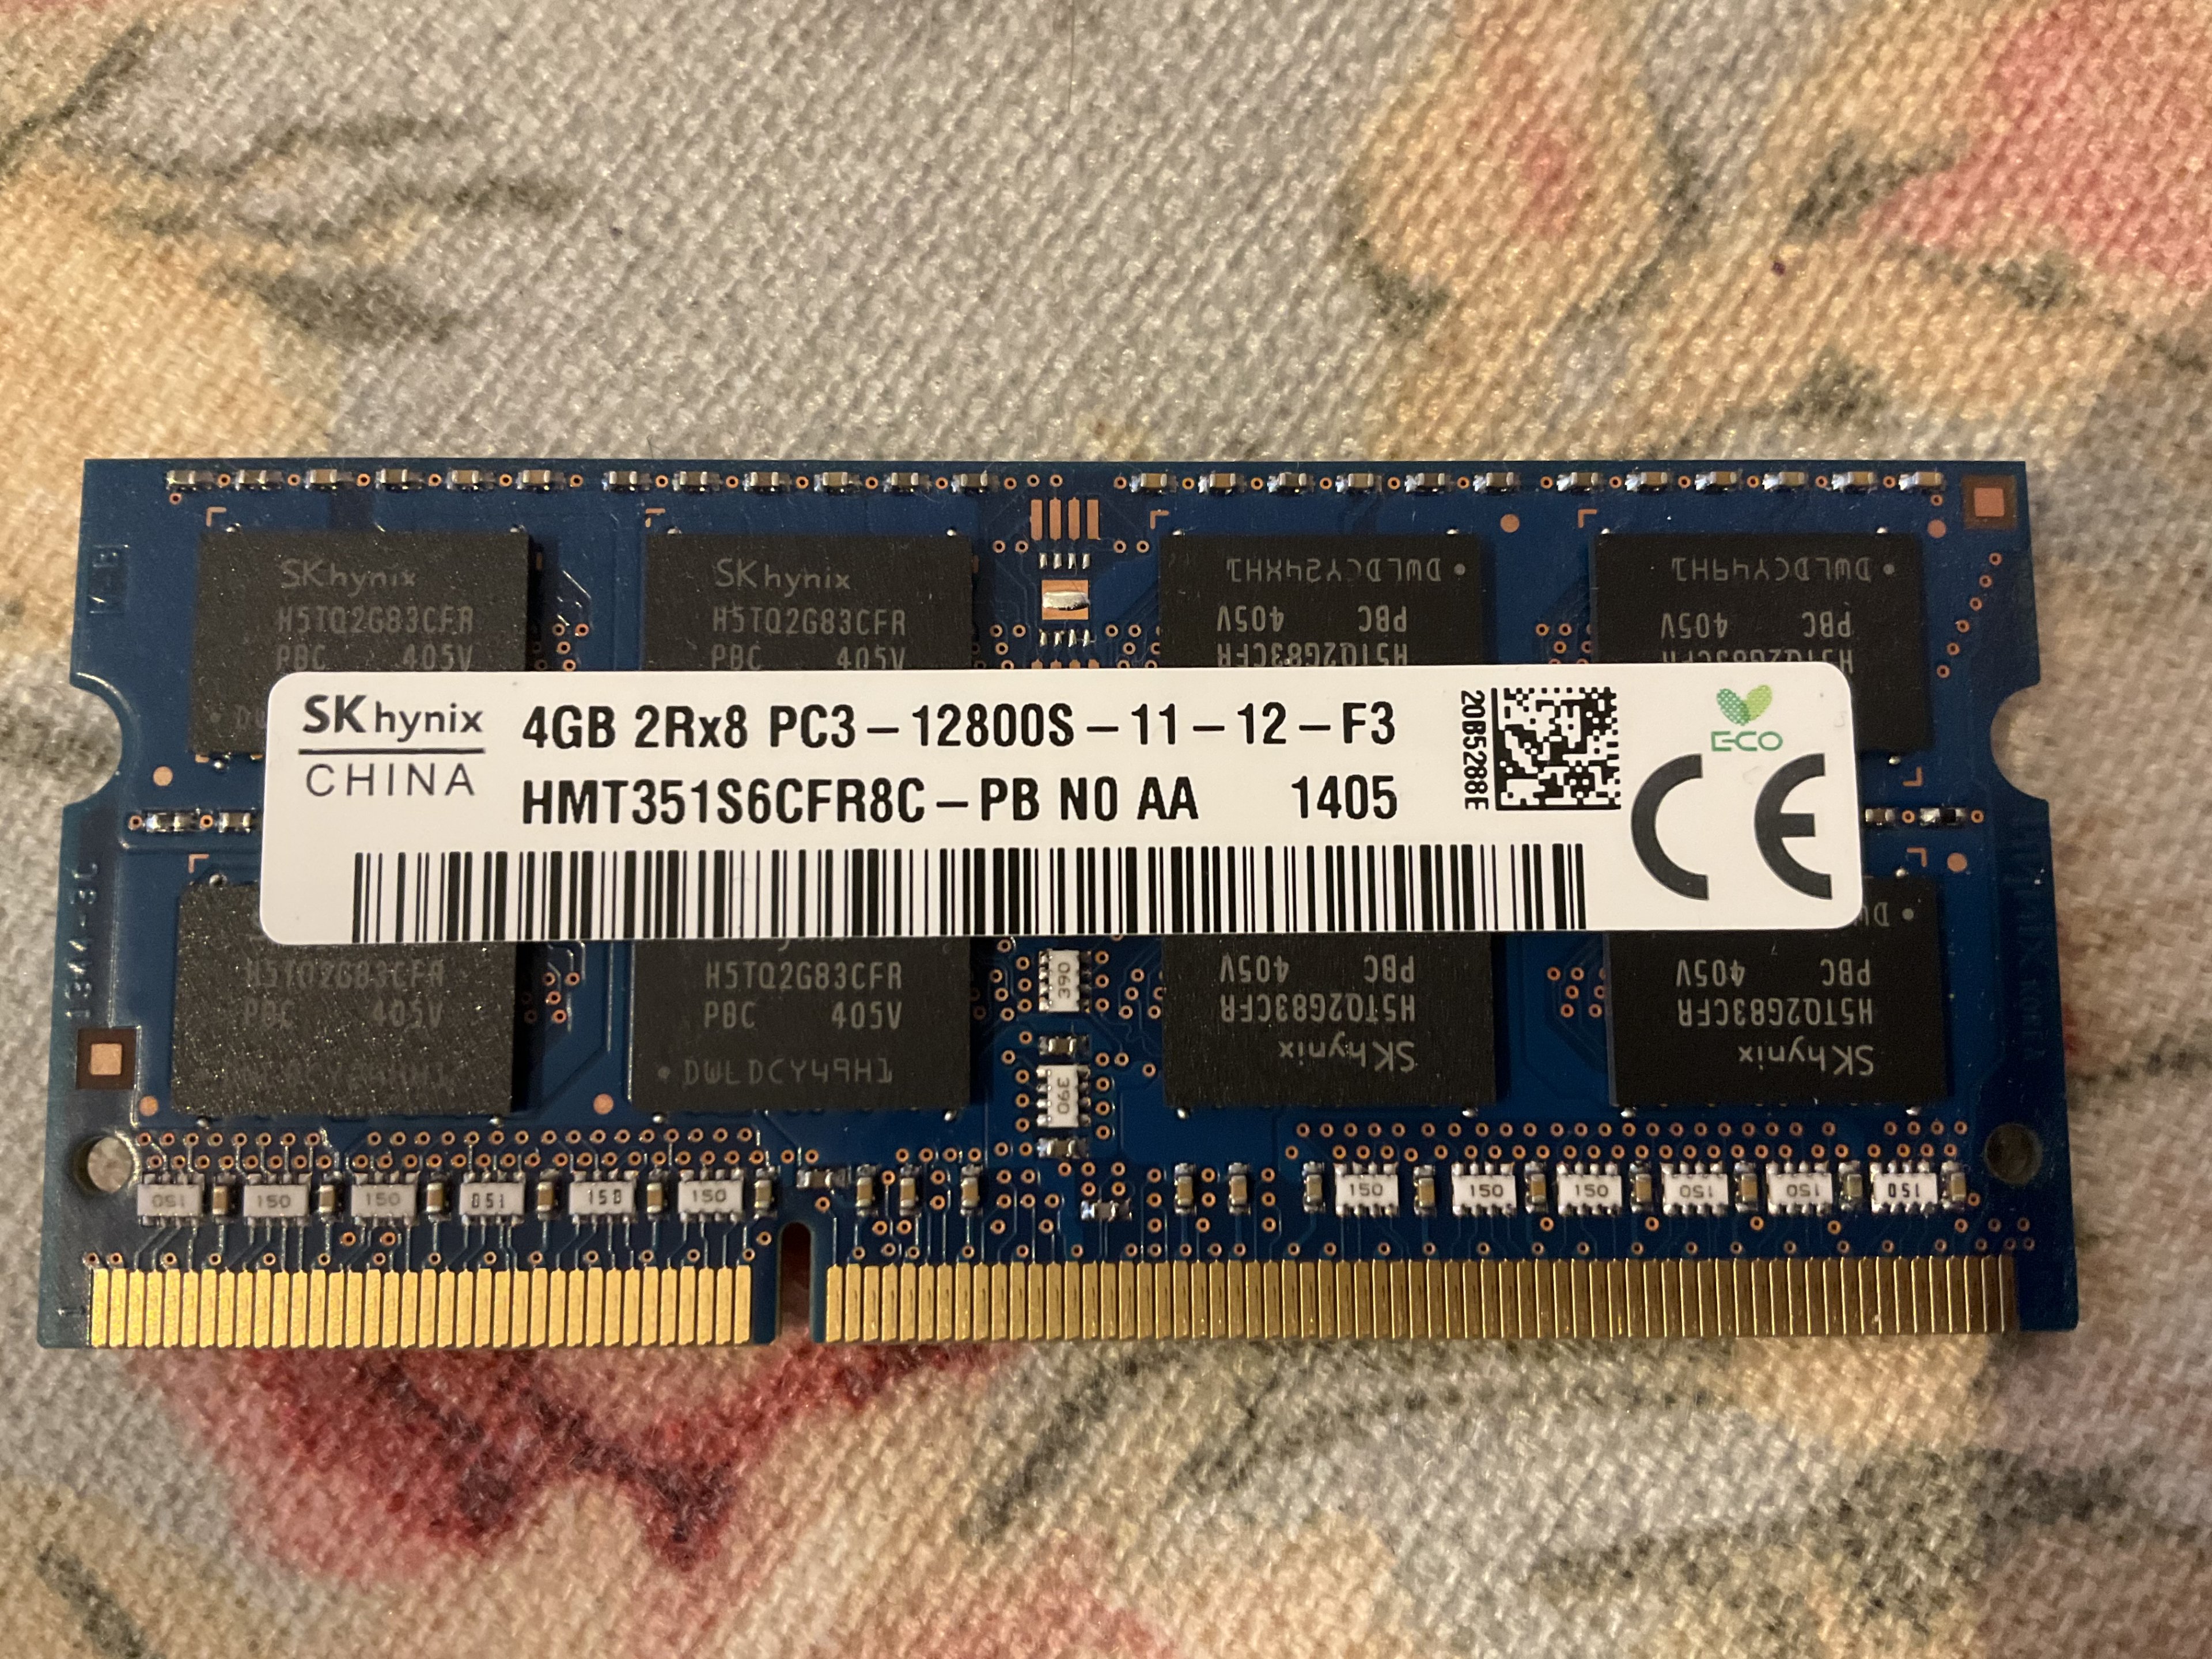 SK hynix
H5TQ2G83CFR
PBC 405V
SK hynix
H5TQ2G83CFR
PBC 405V
DWLDCY24XH1
PBC 405V
H5TQ2G83CFR
DWLDCY49H1
PBC 405V
H5TQ2G83CFR
SK hynix
CHINA
4GB 2Rx8 PC3-12800S-11-12-F3
HMT351S6CFR8C-PB N0 AA 1405
20B5288E
ECO
CE
1344-3C
H5TQ2G83CFR
PBC 405V
H5TQ2G83CFR
PBC 405V
DWLDCY49H1
PBC 405V
H5TQ2G83CFR
SK hynix
PBC 405V
H5TQ2G83CFR
SK hynix
390
390
150 150 150 150 150 150
150 150 150 150 150 150